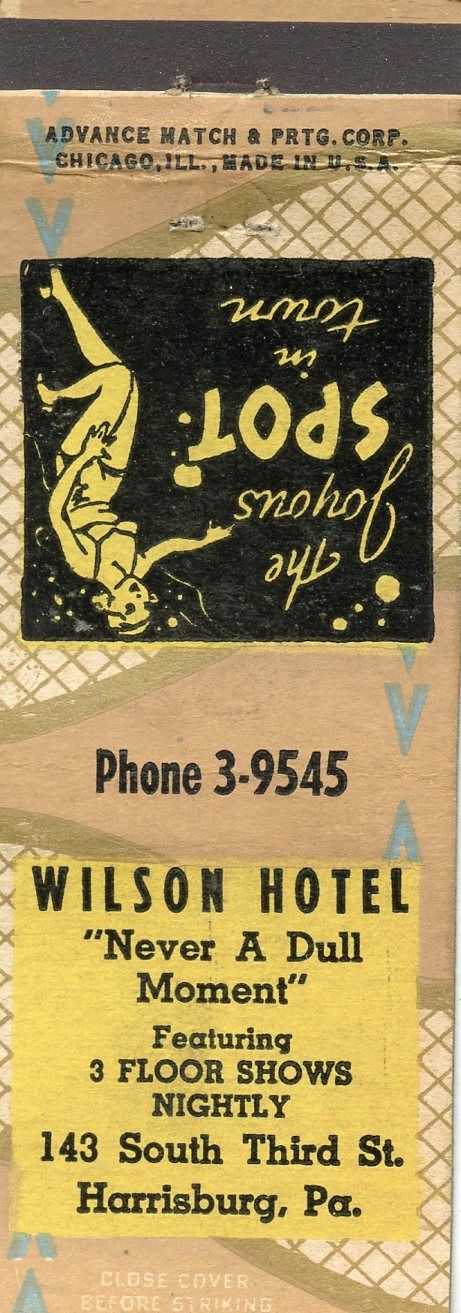 ADVANCE MATCH & PRTG. CORP.
CHICAGO, ILL., MADE IN U.S.A.
The
Joyous
SPOT
in
town
Phone 3-9545
WILSON HOTEL
"Never A Dull
Moment"
Featuring
3 FLOOR SHOWS
NIGHTLY
143 South Third St.
Harrisburg, Pa.
CLOSE COVER
BEFORE STRIKING